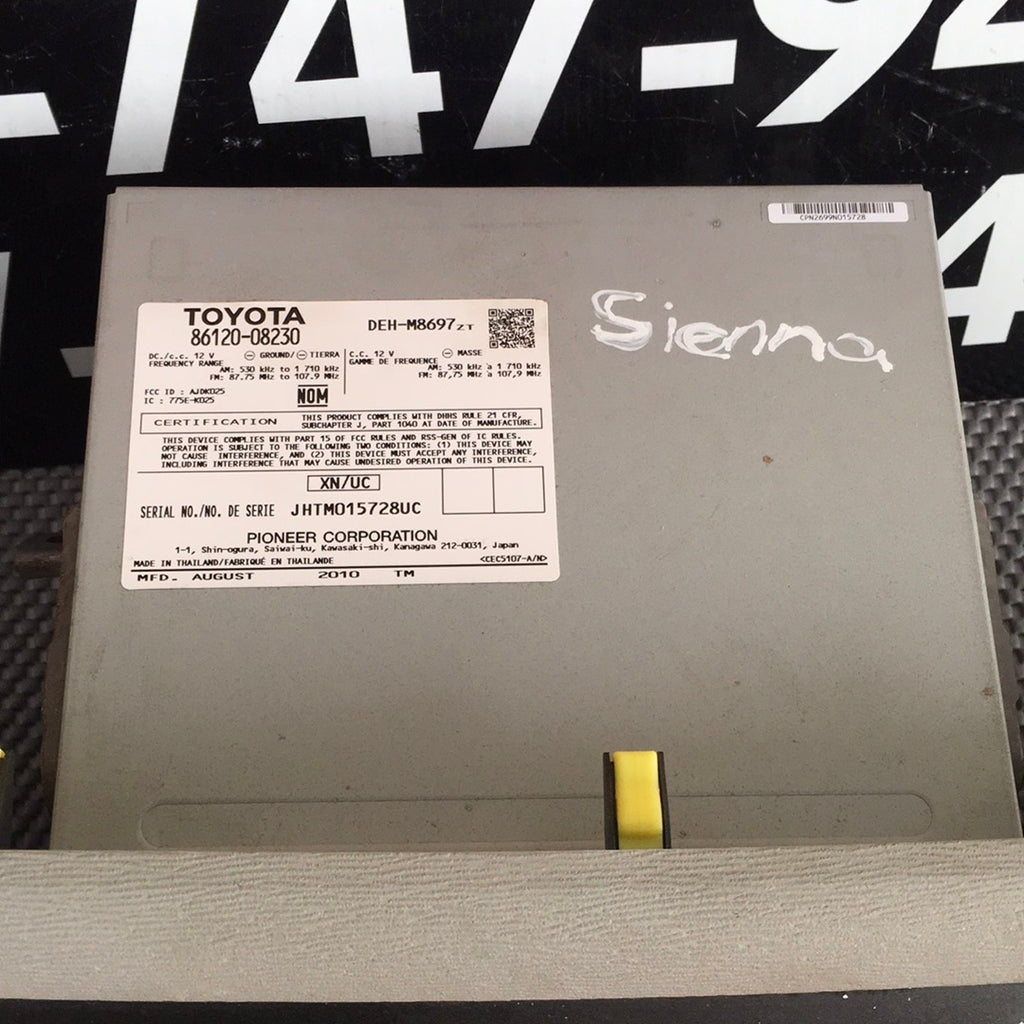 -147-94
4
CPN2699N015728
Sienna
TOYOTA
86120-08230
DEH-M8697ZT
DC./c.c. 12 V ⊖ GROUND/⊖ TIERRA
FREQUENCY RANGE
AM: 530 kHz to 1 710 kHz
FM: 87.75 MHz to 107.9 MHz
C.C. 12 V ⊖ MASSE
GAMME DE FREQUENCE
AM: 530 kHz à 1 710 kHz
FM: 87,75 MHz à 107,9 MHz
FCC ID : AJDK025
IC : 775E-K025
NOM
CERTIFICATION
THIS PRODUCT COMPLIES WITH DHHS RULE 21 CFR,
SUBCHAPTER J, PART 1040 AT DATE OF MANUFACTURE.
THIS DEVICE COMPLIES WITH PART 15 OF FCC RULES AND RSS-GEN OF IC RULES.
OPERATION IS SUBJECT TO THE FOLLOWING TWO CONDITIONS: (1) THIS DEVICE MAY
NOT CAUSE INTERFERENCE, AND (2) THIS DEVICE MUST ACCEPT ANY INTERFERENCE,
INCLUDING INTERFERENCE THAT MAY CAUSE UNDESIRED OPERATION OF THIS DEVICE.
XN/UC
SERIAL NO./NO. DE SERIE JHTM015728UC
PIONEER CORPORATION
1-1, Shin-ogura, Saiwai-ku, Kawasaki-shi, Kanagawa 212-0031, Japan
MADE IN THAILAND/FABRIQUÉ EN THAILANDE <CEC5107-A/N>
MFD. AUGUST 2010 TM